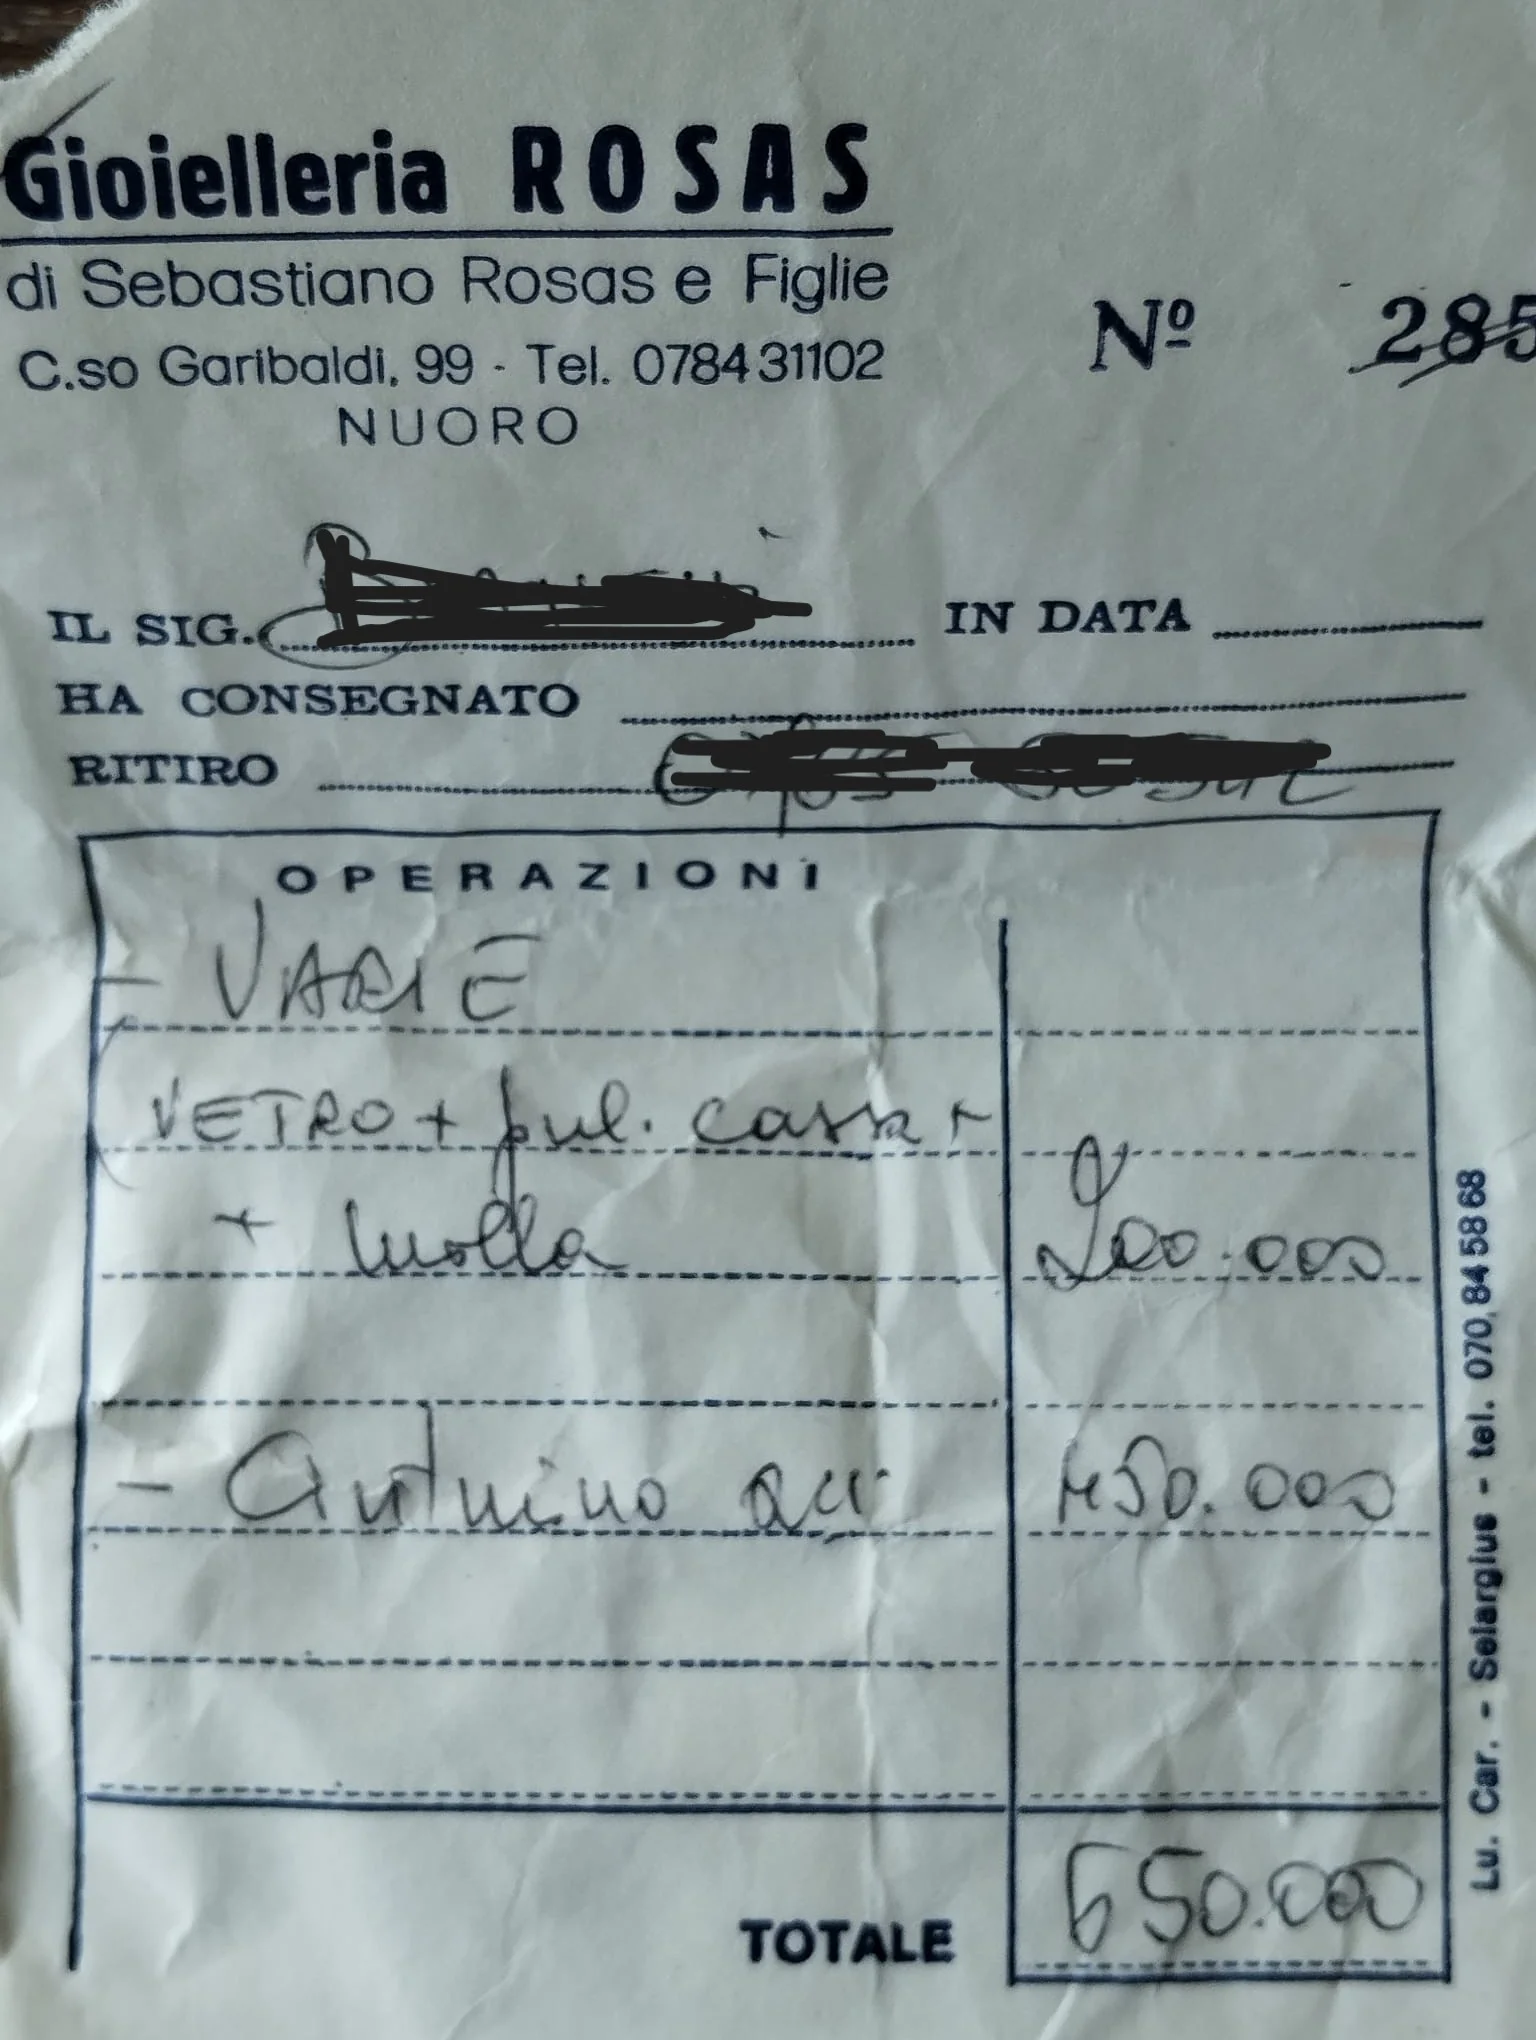 Gioielleria ROSAS
di Sebastiano Rosas e Figlie
C.so Garibaldi, 99 - Tel. 0784 31102
NUORO
Nº 285
IL SIG. IN DATA
HA CONSEGNATO
RITIRO
OPERAZIONI
- VARIE
VETRO + pul. cassa +
+ molla 200.000
- Cinturino 450.000
TOTALE 650.000
Lu. Car. - Selargius - tel. 070, 84 58 68